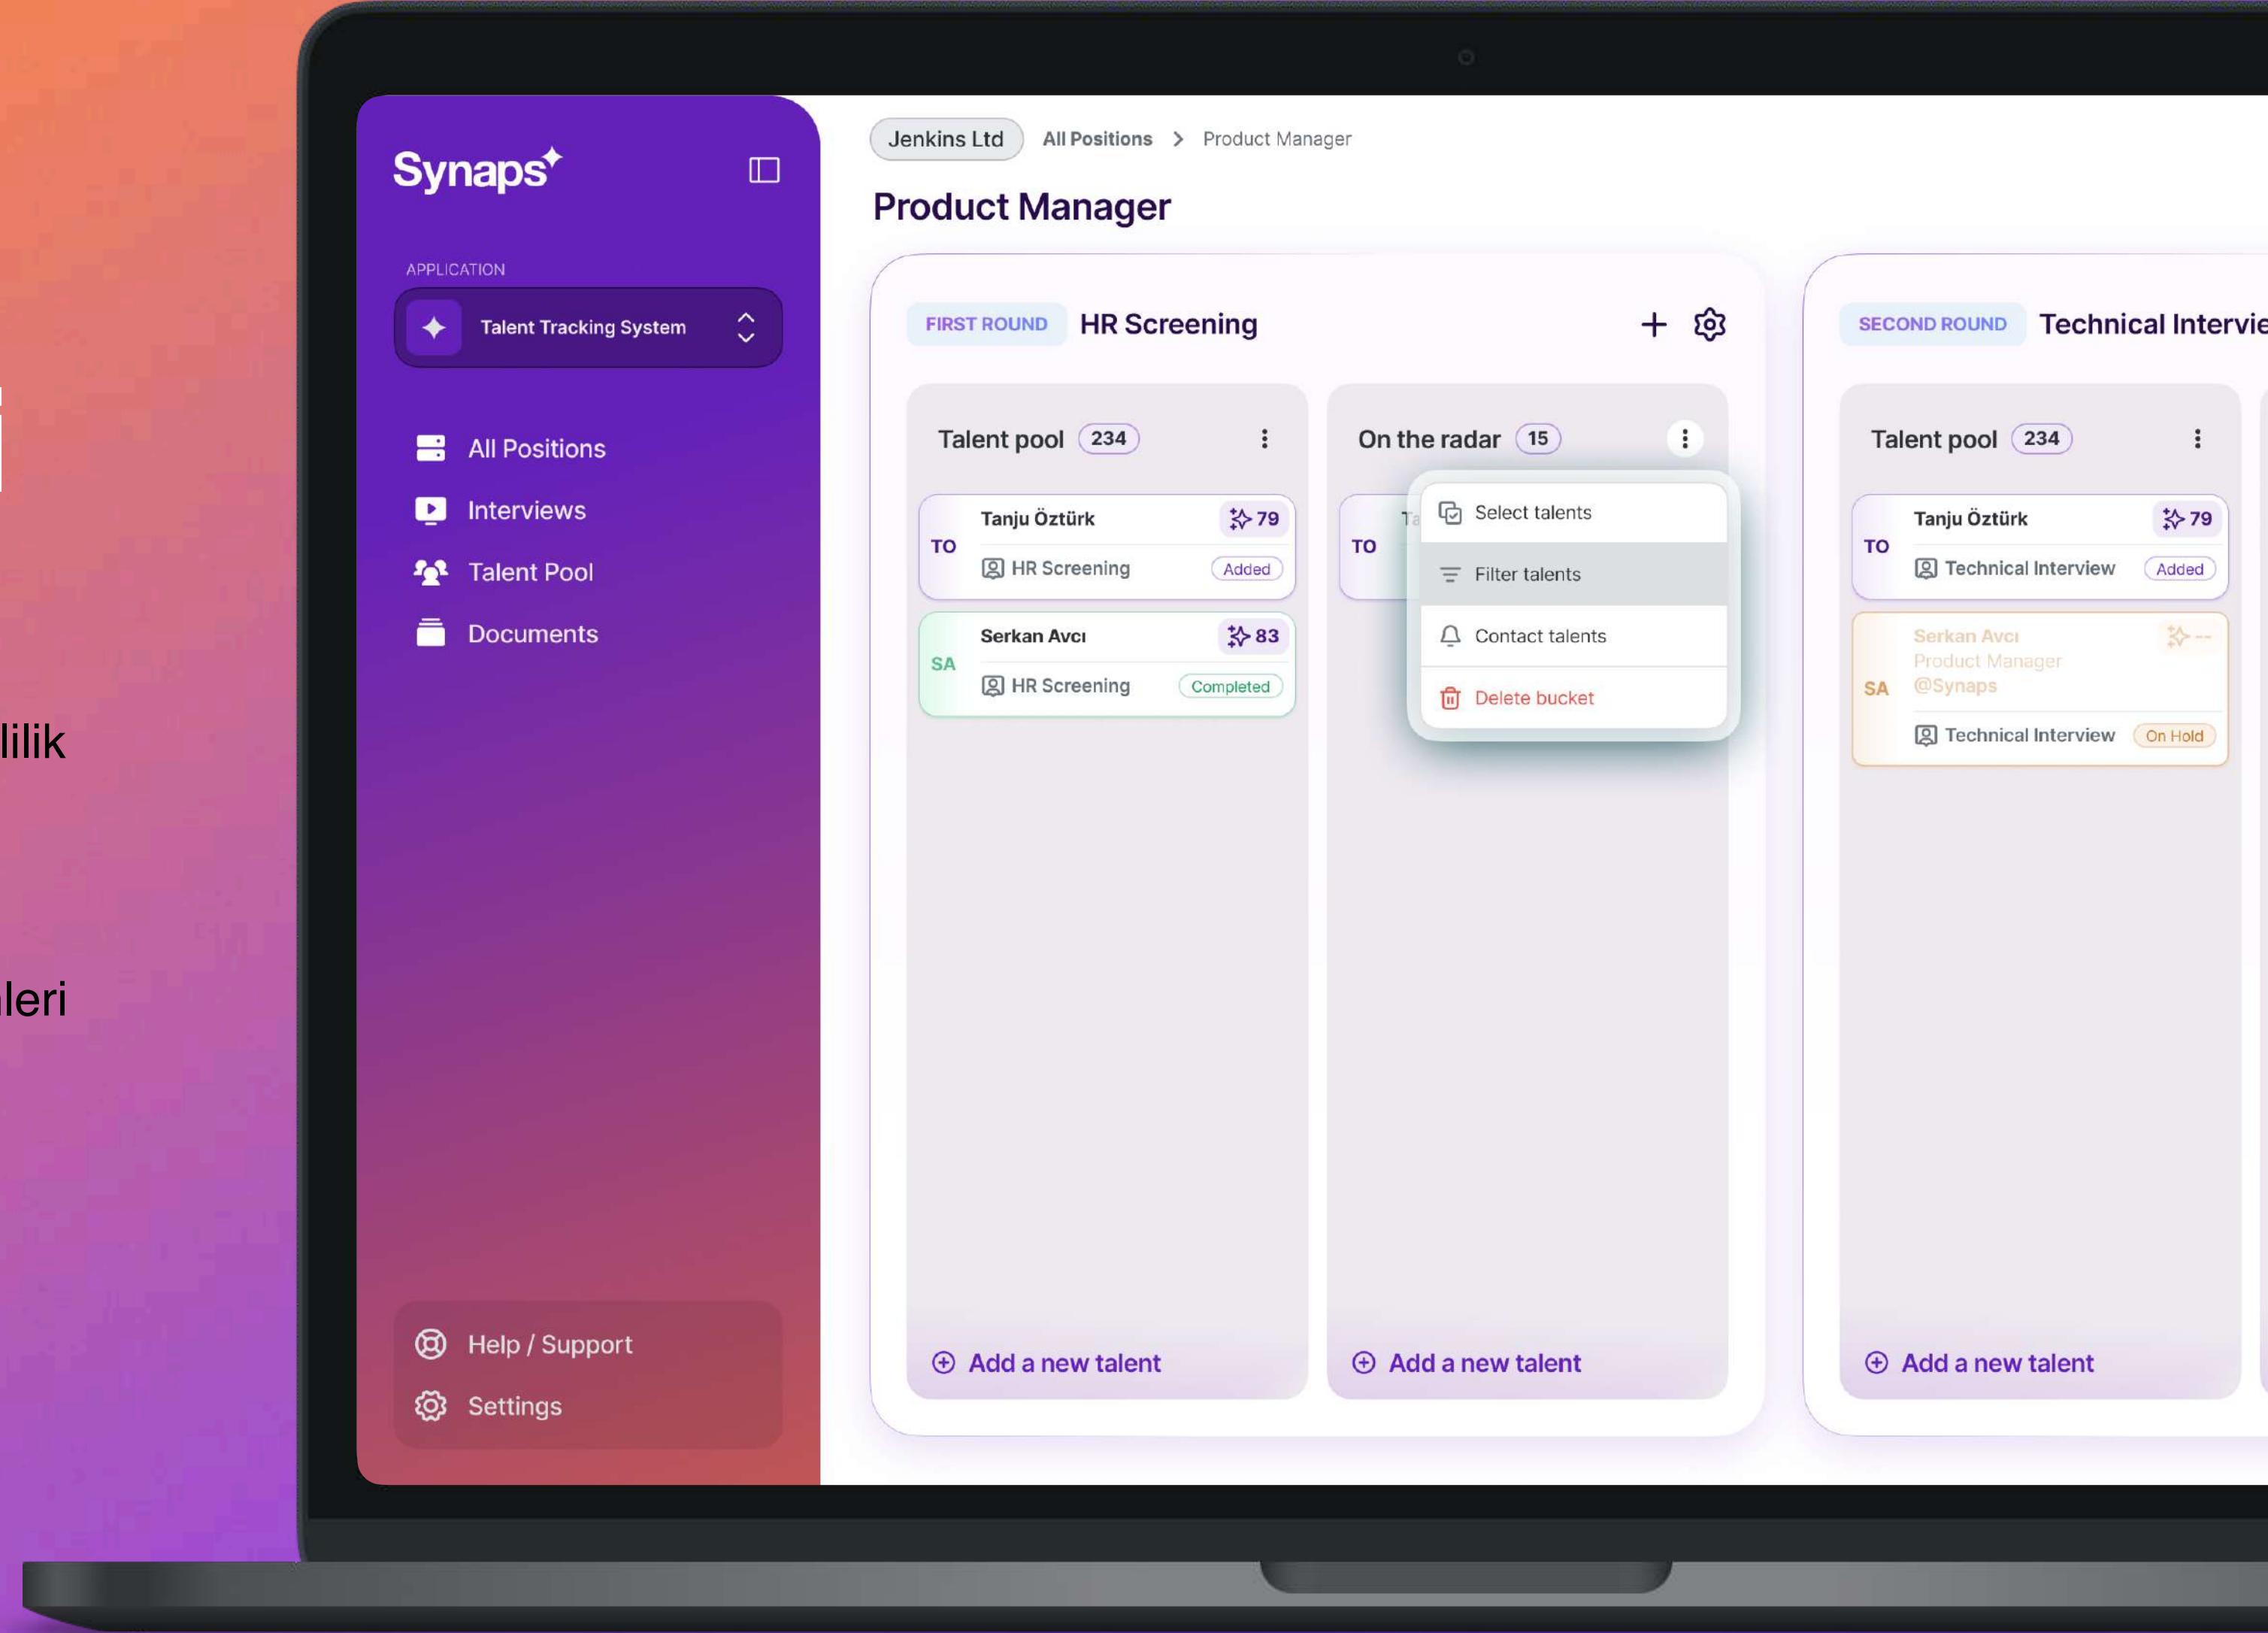 Synaps
APPLICATION
Talent Tracking System
All Positions
Interviews
Talent Pool
Documents
Help / Support
Settings
Jenkins Ltd All Positions > Product Manager
Product Manager
FIRST ROUND HR Screening
Talent pool 234
Tanju Öztürk 79
TO
HR Screening Added
Serkan Avcı 83
SA
HR Screening Completed
Add a new talent
On the radar 15
TO
Select talents
Filter talents
Contact talents
Delete bucket
Add a new talent
SECOND ROUND Technical Intervie
Talent pool 234
Tanju Öztürk 79
TO
Technical Interview Added
Serkan Avcı --
Product Manager
SA @Synaps
Technical Interview On Hold
Add a new talent
lilik
leri